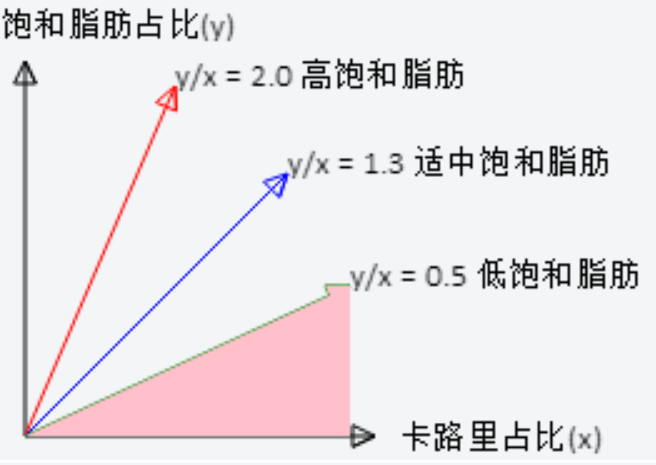 饱和脂肪占比(y)
y/x = 2.0 高饱和脂肪
y/x = 1.3 适中饱和脂肪
y/x = 0.5 低饱和脂肪
卡路里占比(x)